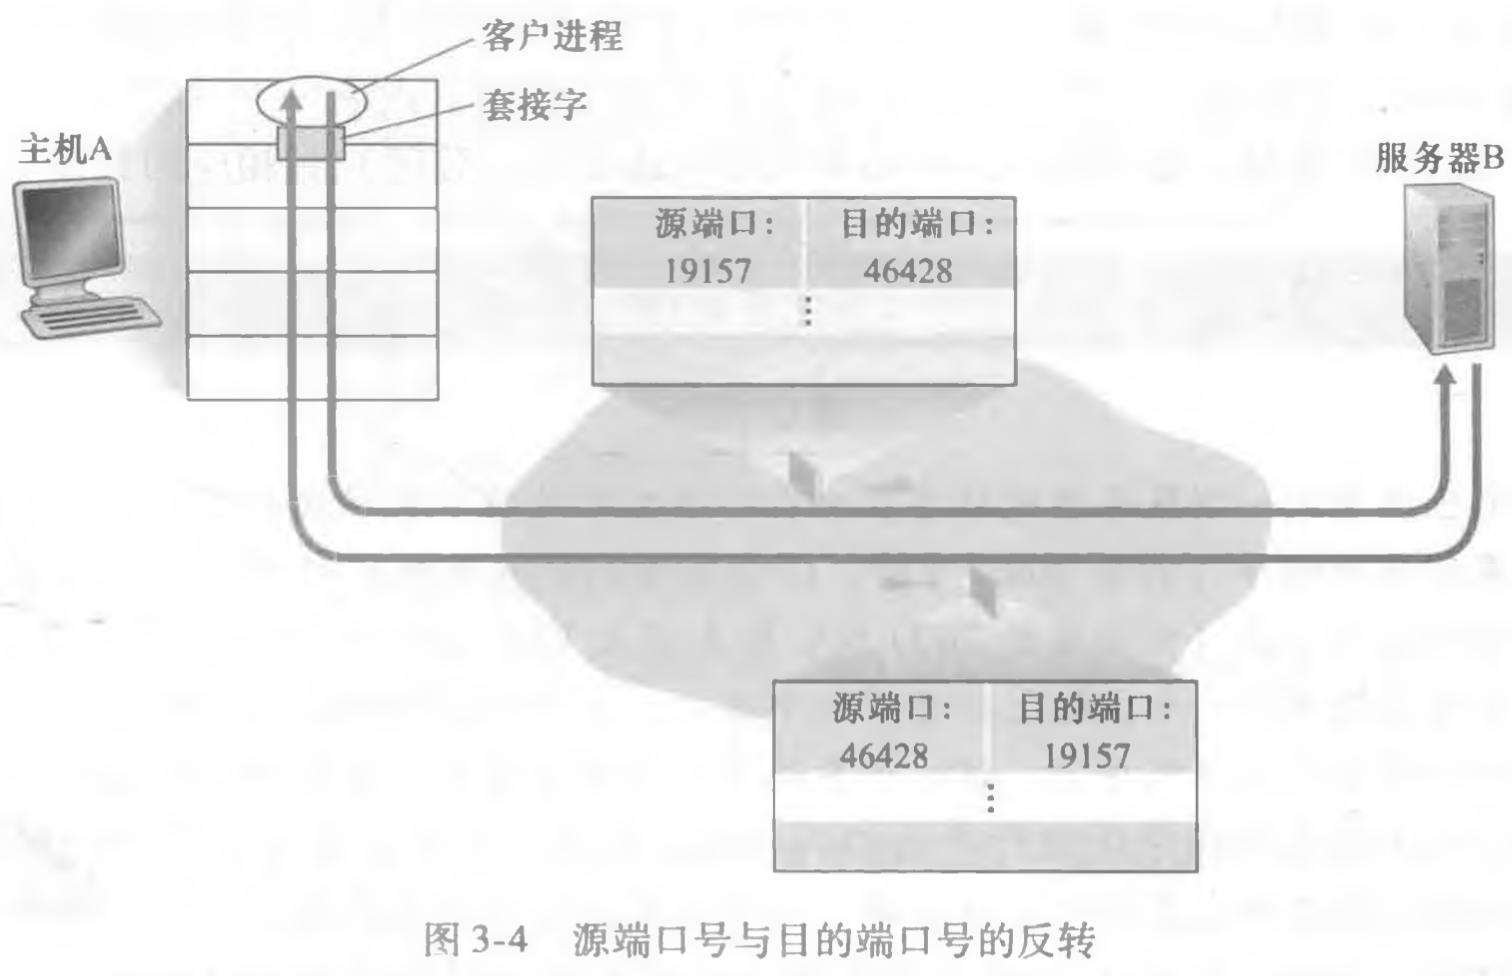 客户进程
套接字
主机A
服务器B
源端口: 目的端口:
19157 46428
⋮
源端口: 目的端口:
46428 19157
⋮
图 3-4 源端口号与目的端口号的反转